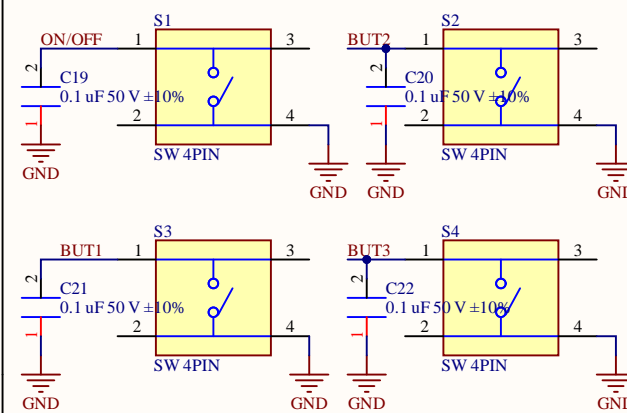 S1
ON/OFF
1
3
2
C19
0.1 uF 50 V ±10%
1
2
4
SW 4PIN
GND
GND
S2
BUT2
1
3
2
C20
0.1 uF 50 V ±10%
1
2
4
SW 4PIN
GND
GND
S3
BUT1
1
3
2
C21
0.1 uF 50 V ±10%
1
2
4
SW 4PIN
GND
GND
S4
BUT3
1
3
2
C22
0.1 uF 50 V ±10%
1
2
4
SW 4PIN
GND
GND